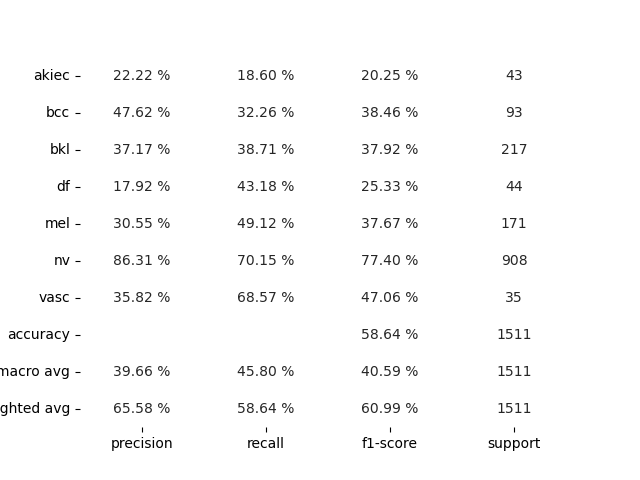 akiec 22.22 % 18.60 % 20.25 % 43
bcc 47.62 % 32.26 % 38.46 % 93
bkl 37.17 % 38.71 % 37.92 % 217
df 17.92 % 43.18 % 25.33 % 44
mel 30.55 % 49.12 % 37.67 % 171
nv 86.31 % 70.15 % 77.40 % 908
vasc 35.82 % 68.57 % 47.06 % 35
accuracy 58.64 % 1511
macro avg 39.66 % 45.80 % 40.59 % 1511
ghted avg 65.58 % 58.64 % 60.99 % 1511
precision recall f1-score support